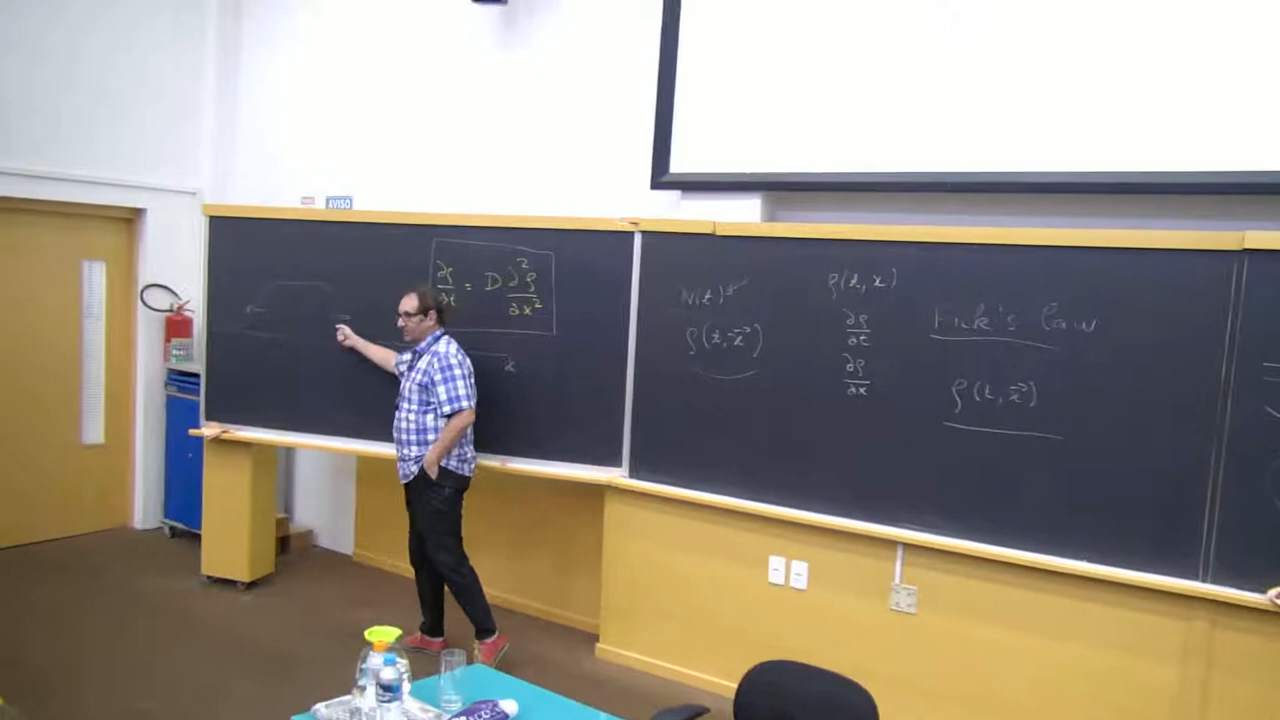 AVISO
∂ρ/∂t = D ∂²ρ/∂x²
x
N(t)
ρ(t, x⃗)
ρ(t, x)
∂ρ/∂t
∂ρ/∂x
Fick's law
ρ(t, x⃗)